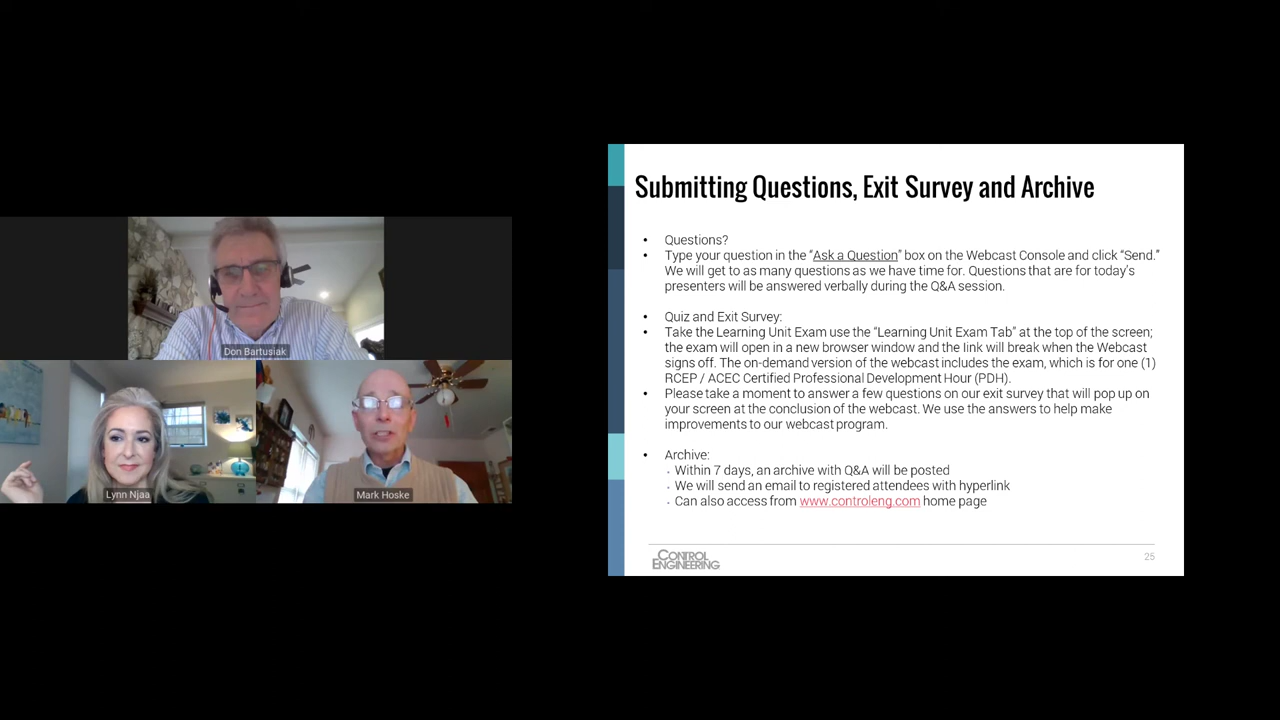 Don Bartusiak
Lynn Njaa
Mark Hoske
Submitting Questions, Exit Survey and Archive
• Questions?
• Type your question in the “Ask a Question” box on the Webcast Console and click “Send.”
We will get to as many questions as we have time for. Questions that are for today’s
presenters will be answered verbally during the Q&A session.
• Quiz and Exit Survey:
• Take the Learning Unit Exam use the “Learning Unit Exam Tab” at the top of the screen;
the exam will open in a new browser window and the link will break when the Webcast
signs off. The on-demand version of the webcast includes the exam, which is for one (1)
RCEP / ACEC Certified Professional Development Hour (PDH).
• Please take a moment to answer a few questions on our exit survey that will pop up on
your screen at the conclusion of the webcast. We use the answers to help make
improvements to our webcast program.
• Archive:
• Within 7 days, an archive with Q&A will be posted
• We will send an email to registered attendees with hyperlink
• Can also access from www.controleng.com home page
CONTROL
ENGINEERING
25